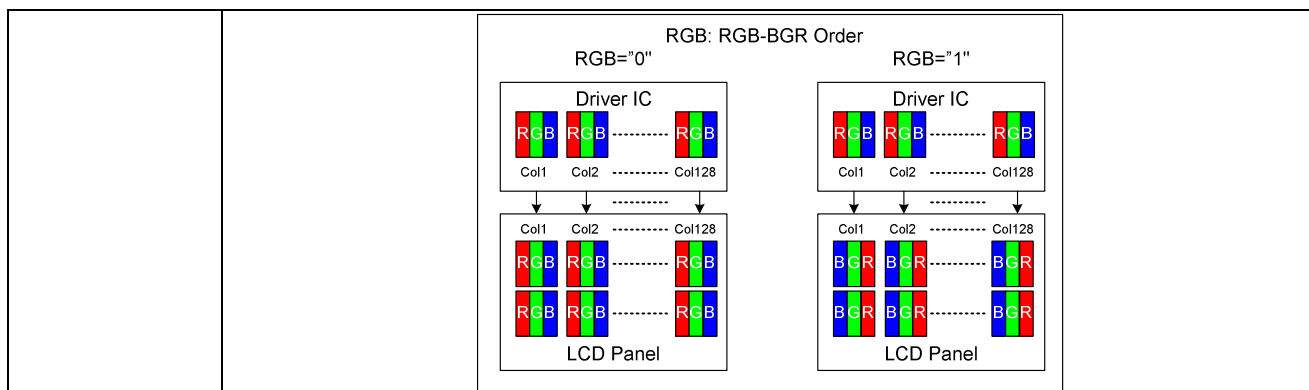 RGB: RGB-BGR Order
RGB="0" RGB="1"
Driver IC Driver IC
RGB RGB RGB RGB RGB RGB
Col1 Col2 Col128 Col1 Col2 Col128
Col1 Col2 Col128 Col1 Col2 Col128
RGB RGB RGB BGR BGR BGR
RGB RGB RGB BGR BGR BGR
LCD Panel LCD Panel